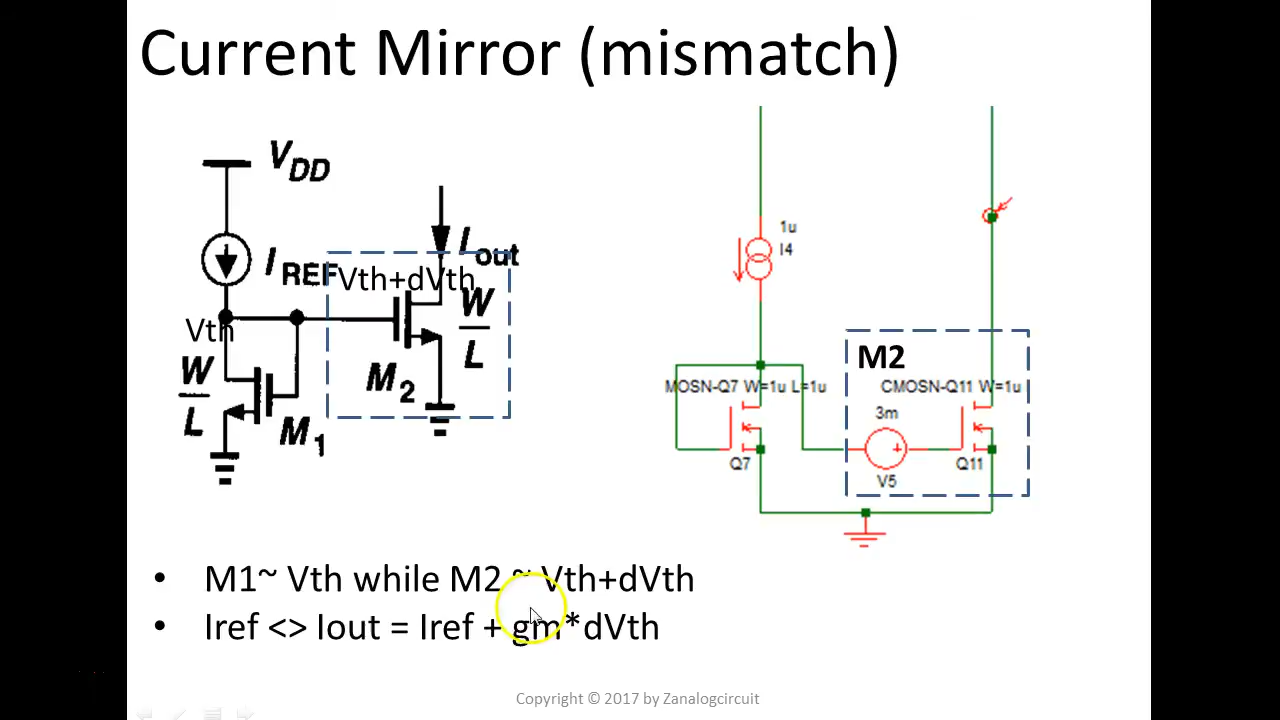 Current Mirror (mismatch)
VDD
IREF
Iout
Vth+dVth
Vth
W
L
M2
W
L
M1
1u
I4
M2
MOSN-Q7 W=1u L=1u
CMOSN-Q11 W=1u
3m
Q7
V5
Q11
• M1~ Vth while M2 ~ Vth+dVth
• Iref <> Iout = Iref + gm*dVth
Copyright © 2017 by Zanalogcircuit